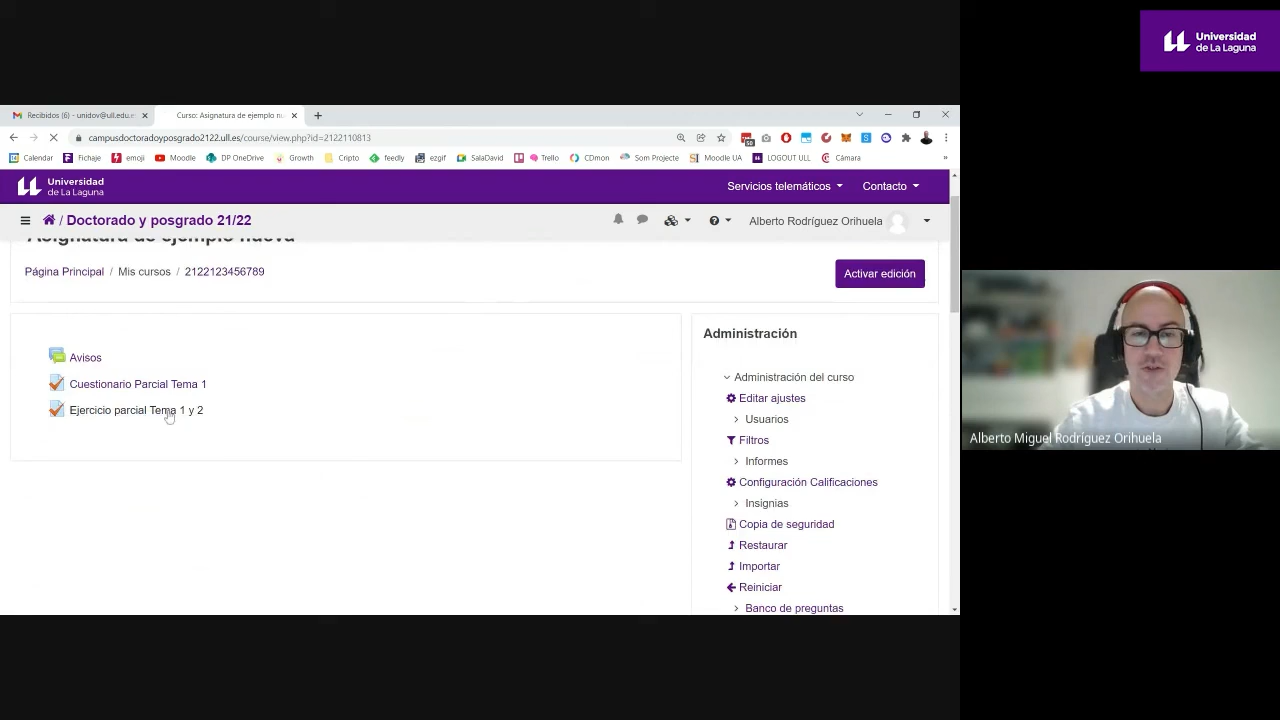 Universidad
de La Laguna
Recibidos (6) - unidov@ull.edu.e
Curso: Asignatura de ejemplo nu
campusdoctoradoyposgrado2122.ull.es/course/view.php?id=2122110813
50
Calendar
Fichaje
emoji
Moodle
DP OneDrive
Growth
Cripto
feedly
ezgif
SalaDavid
Trello
CDmon
Som Projecte
Moodle UA
LOGOUT ULL
Cámara
Universidad
de La Laguna
Servicios telemáticos
Contacto
/ Doctorado y posgrado 21/22
Alberto Rodríguez Orihuela
Asignatura de ejemplo nueva
Página Principal / Mis cursos / 2122123456789
Activar edición
Avisos
Cuestionario Parcial Tema 1
Ejercicio parcial Tema 1 y 2
Administración
Administración del curso
Editar ajustes
Usuarios
Filtros
Informes
Configuración Calificaciones
Insignias
Copia de seguridad
Restaurar
Importar
Reiniciar
Banco de preguntas
Alberto Miguel Rodríguez Orihuela